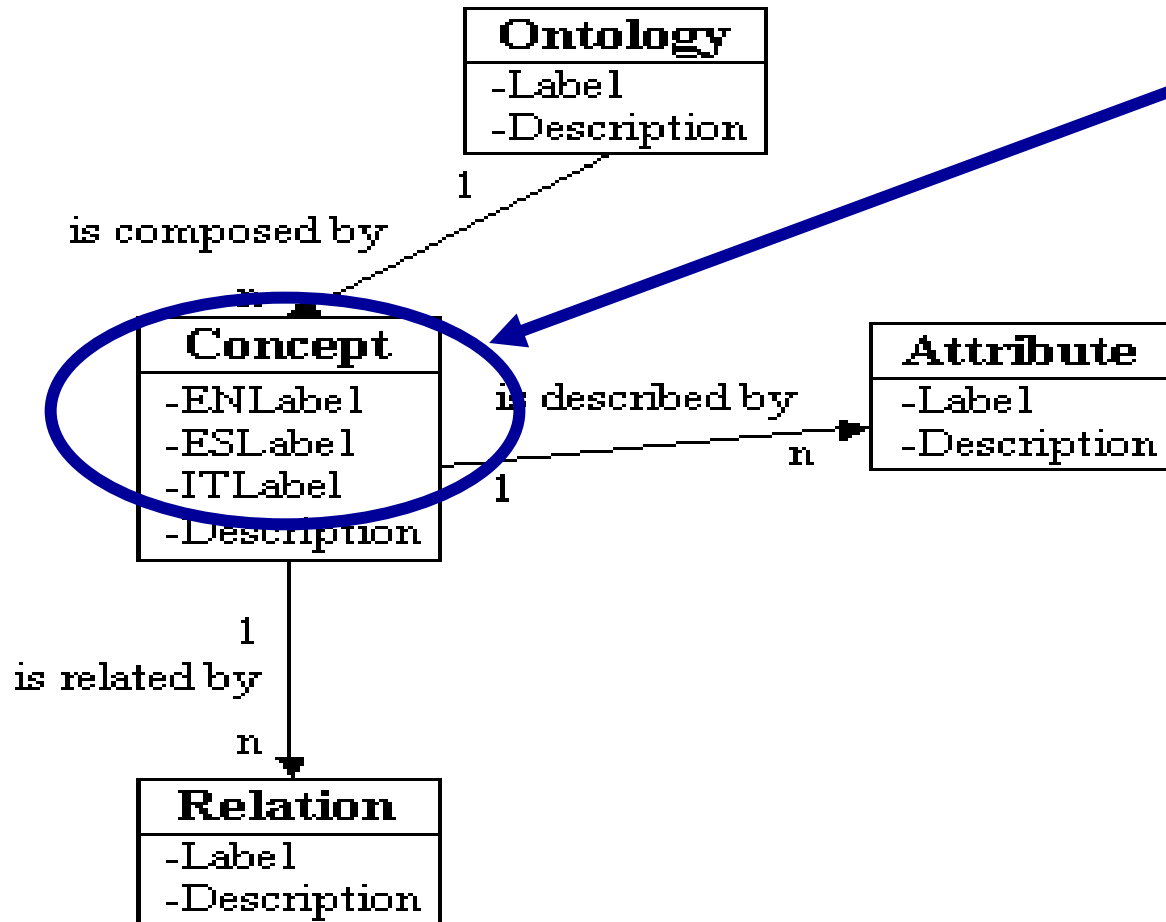 Ontology
-Label
-Description
1
is composed by
n
Concept
-ENLabel
-ESLabel
-ITLabel
-Description
is described by
1
n
Attribute
-Label
-Description
1
is related by
n
Relation
-Label
-Description